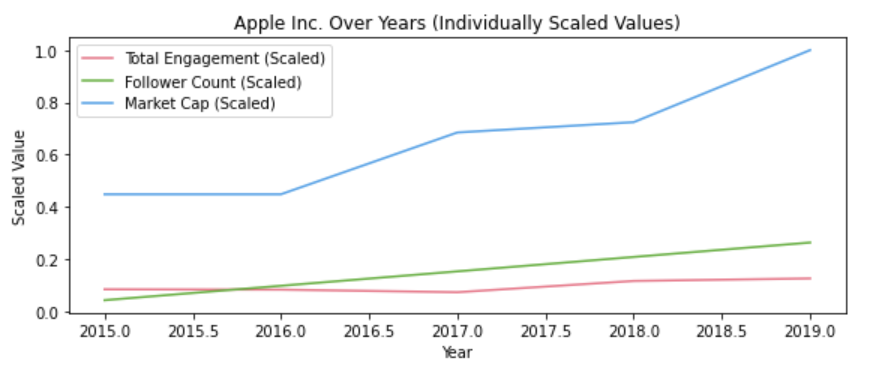 Apple Inc. Over Years (Individually Scaled Values)
Total Engagement (Scaled)
Follower Count (Scaled)
Market Cap (Scaled)
1.0
0.8
0.6
0.4
0.2
0.0
Scaled Value
2015.0 2015.5 2016.0 2016.5 2017.0 2017.5 2018.0 2018.5 2019.0
Year